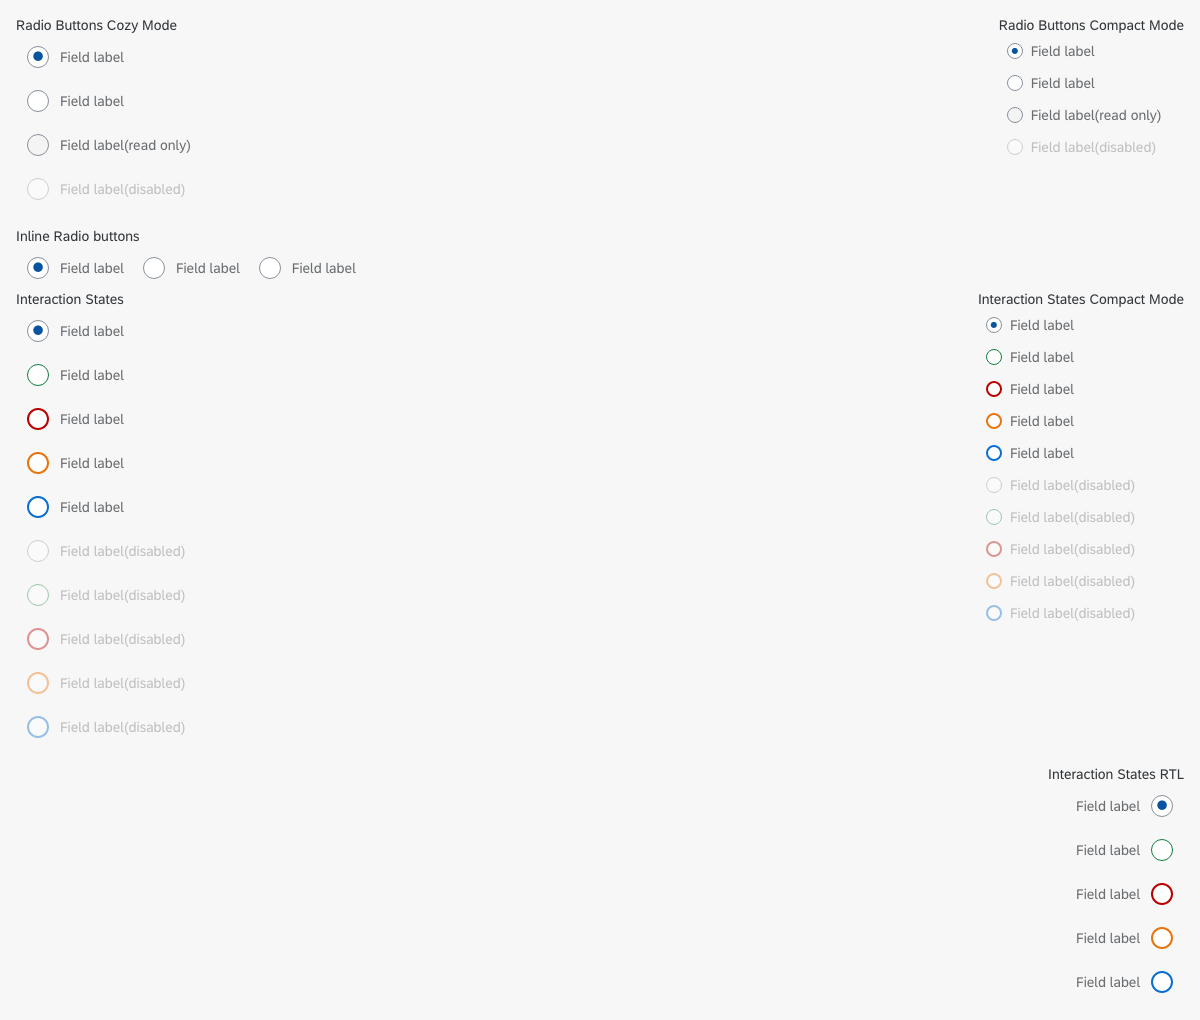 Radio Buttons Cozy Mode
Field label
Field label
Field label(read only)
Field label(disabled)
Radio Buttons Compact Mode
Field label
Field label
Field label(read only)
Field label(disabled)
Inline Radio buttons
Field label Field label Field label
Interaction States
Field label
Field label
Field label
Field label
Field label
Field label(disabled)
Field label(disabled)
Field label(disabled)
Field label(disabled)
Field label(disabled)
Interaction States Compact Mode
Field label
Field label
Field label
Field label
Field label
Field label(disabled)
Field label(disabled)
Field label(disabled)
Field label(disabled)
Field label(disabled)
Interaction States RTL
Field label
Field label
Field label
Field label
Field label